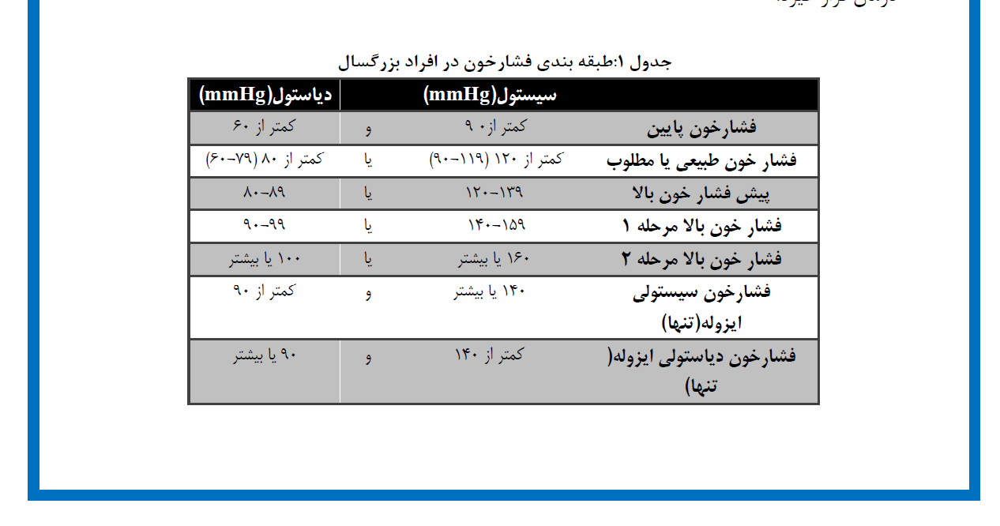 جدول ۱:طبقه بندی فشارخون در افراد بزرگسال
سیستول(mmHg) دیاستول(mmHg)
فشارخون پایین کمتر از۹۰ و کمتر از ۶۰
فشار خون طبیعی یا مطلوب کمتر از ۱۲۰ (۱۱۹-۹۰) یا کمتر از ۸۰ (۷۹-۶۰)
پیش فشار خون بالا ۱۳۹-۱۲۰ یا ۸۹-۸۰
فشار خون بالا مرحله ۱ ۱۵۹-۱۴۰ یا ۹۹-۹۰
فشار خون بالا مرحله ۲ ۱۶۰ یا بیشتر یا ۱۰۰ یا بیشتر
فشارخون سیستولی ۱۴۰ یا بیشتر و کمتر از ۹۰
ایزوله(تنها)
فشارخون دیاستولی ایزوله( کمتر از ۱۴۰ و ۹۰ یا بیشتر
تنها)